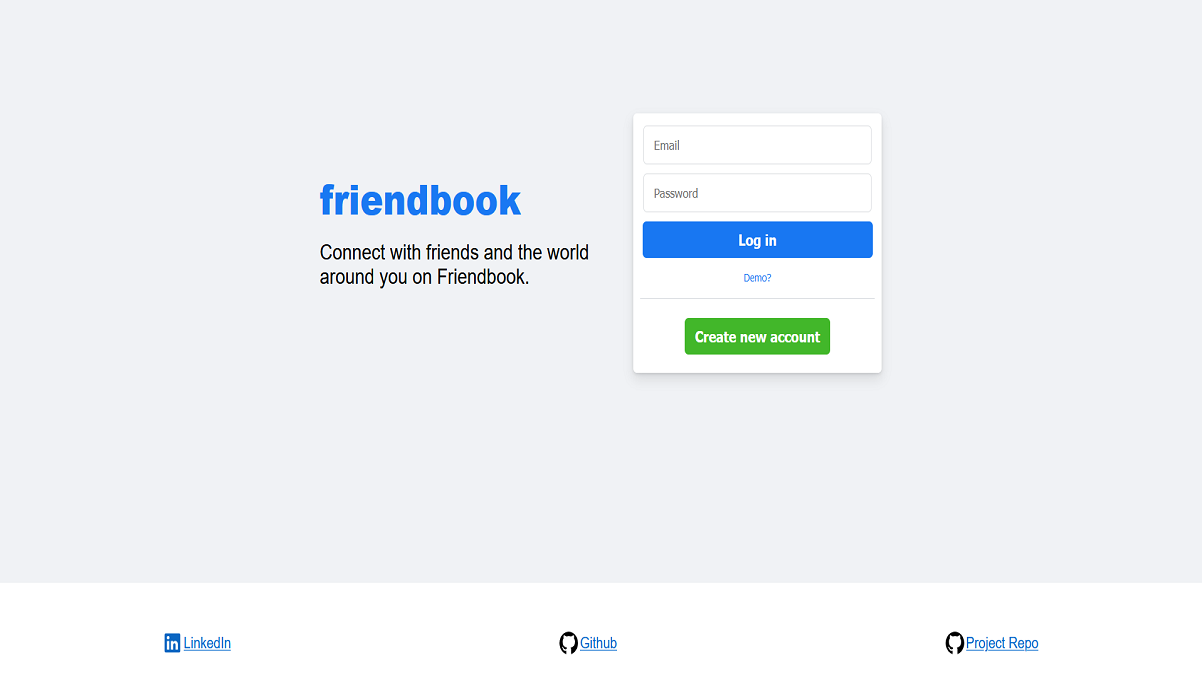 friendbook
Connect with friends and the world
around you on Friendbook.
Email
Password
Log in
Demo?
Create new account
LinkedIn
Github
Project Repo